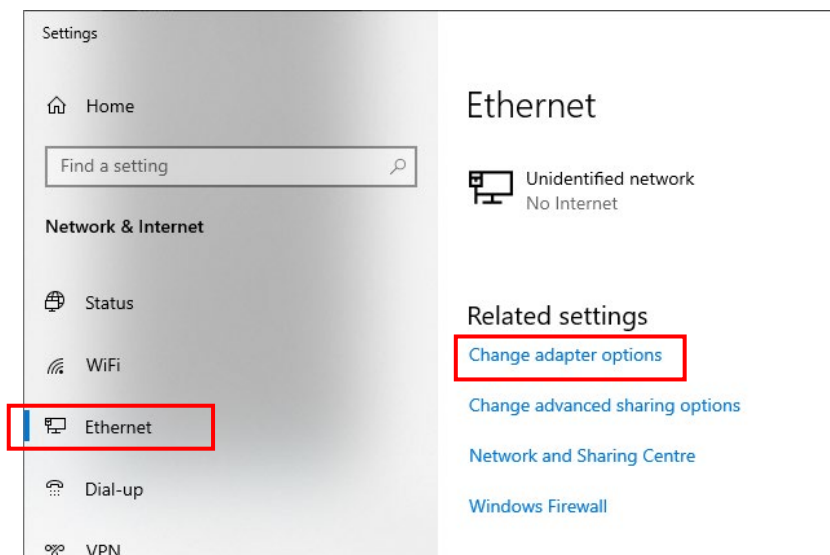 Settings
Home
Find a setting
Network & Internet
Status
WiFi
Ethernet
Dial-up
VPN
Ethernet
Unidentified network
No Internet
Related settings
Change adapter options
Change advanced sharing options
Network and Sharing Centre
Windows Firewall